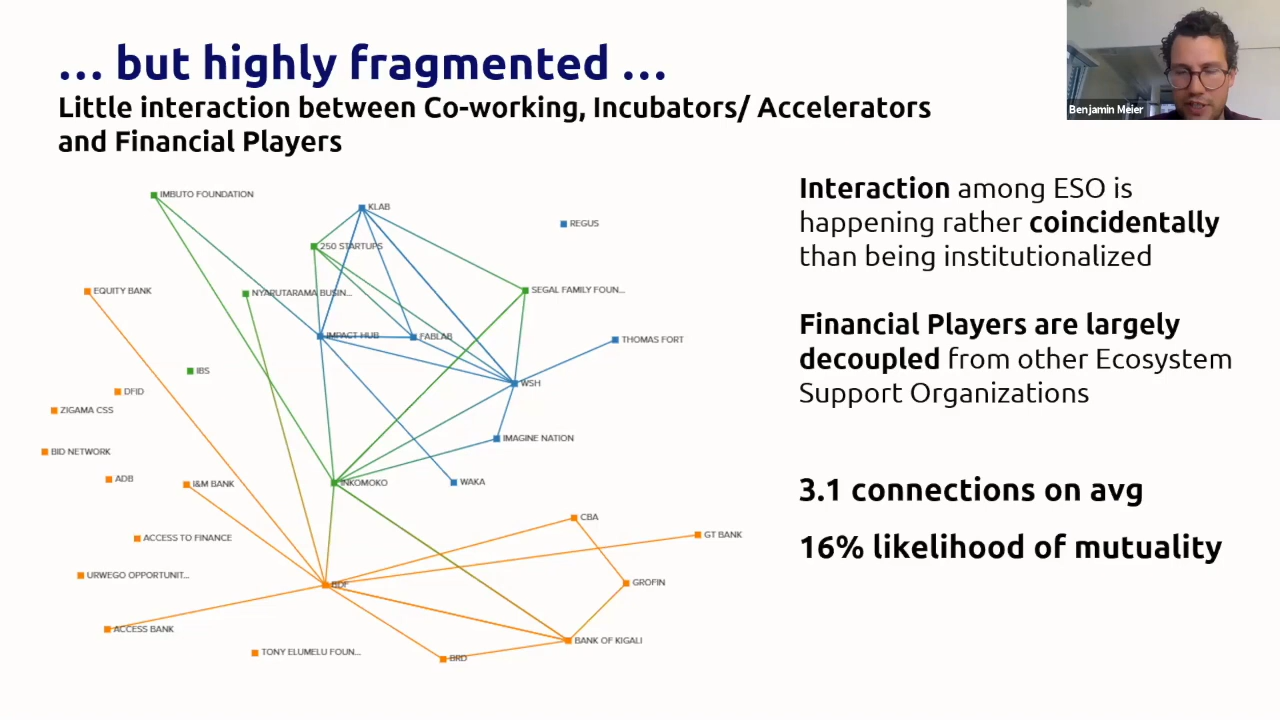 … but highly fragmented …
Little interaction between Co-working, Incubators/ Accelerators
and Financial Players
Benjamin Meier
IMBUTO FOUNDATION
KLAB
REGUS
250 STARTUPS
EQUITY BANK
NYARUTARAMA BUSIN...
SEGAL FAMILY FOUN...
IMPACT HUB
FABLAB
THOMAS FORT
IBS
WSH
DFID
ZIGAMA CSS
IMAGINE NATION
BID NETWORK
ADB
I&M BANK
INKOMOKO
WAKA
CBA
GT BANK
ACCESS TO FINANCE
URWEGO OPPORTUNIT...
BDF
GROFIN
ACCESS BANK
BANK OF KIGALI
TONY ELUMELU FOUN...
BRD
Interaction among ESO is
happening rather coincidentally
than being institutionalized
Financial Players are largely
decoupled from other Ecosystem
Support Organizations
3.1 connections on avg
16% likelihood of mutuality